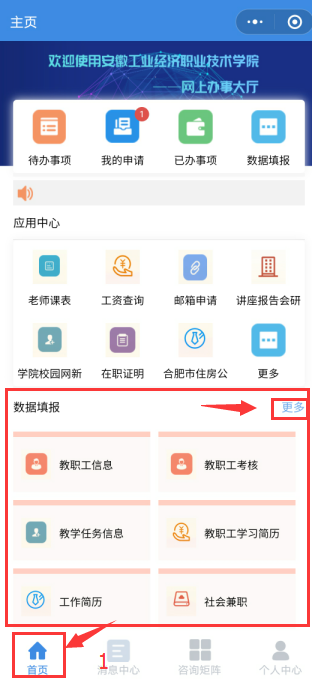 主页
欢迎使用安徽工业经济职业技术学院
——网上办事大厅
待办事项
我的申请
1
已办事项
数据填报
应用中心
老师课表
工资查询
邮箱申请
讲座报告会研
学院校园网新
在职证明
合肥市住房公
更多
数据填报
更多
教职工信息
教职工考核
教学任务信息
教职工学习简历
工作简历
社会兼职
首页
1
消息中心
咨询矩阵
个人中心